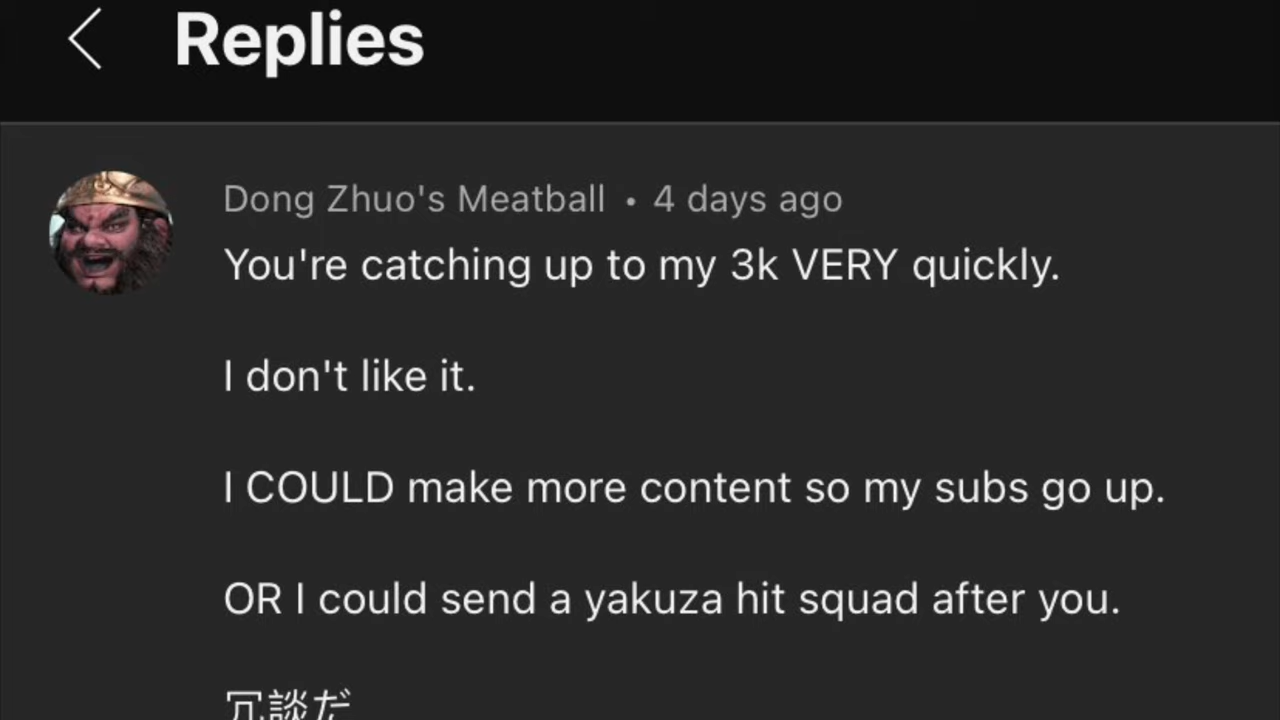 Replies
Dong Zhuo's Meatball • 4 days ago
You're catching up to my 3k VERY quickly.
I don't like it.
I COULD make more content so my subs go up.
OR I could send a yakuza hit squad after you.
冗談だ